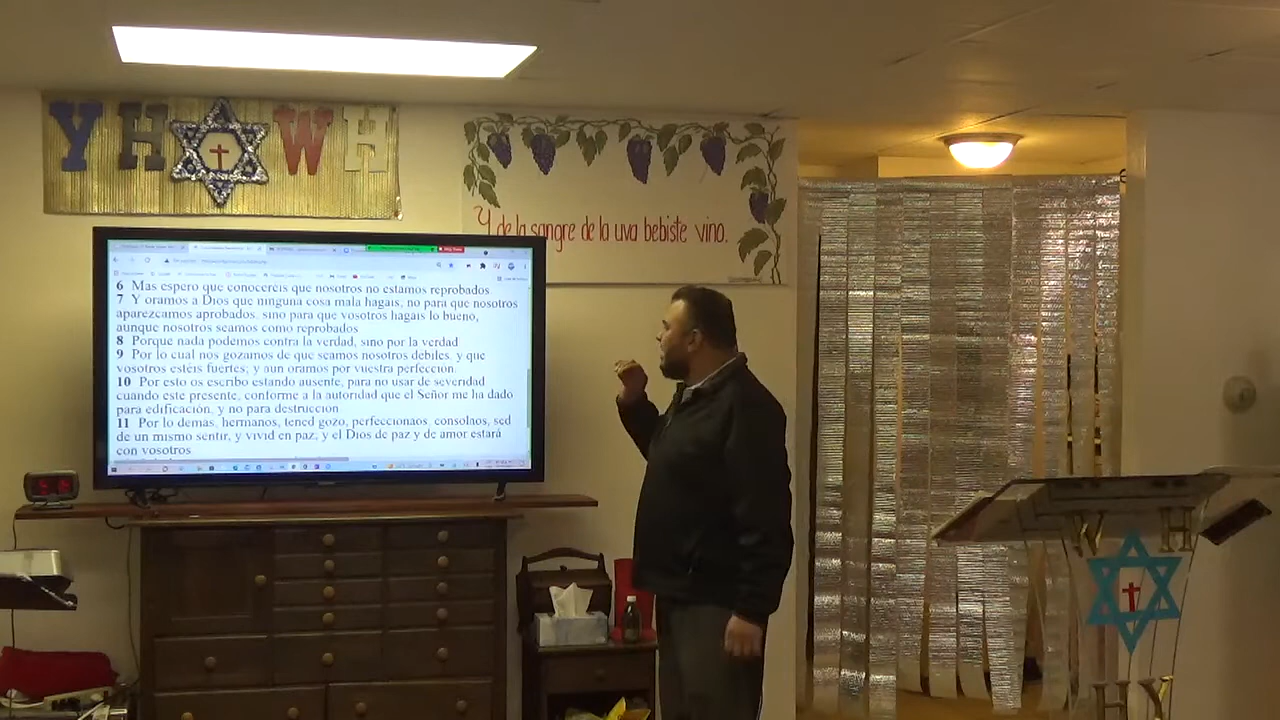 YH WH
Y de la sangre de la uva bebiste vino.
6 Mas espero que conoceréis que nosotros no estamos reprobados
7 Y oramos a Dios que ninguna cosa mala hagáis; no para que nosotros
aparezcamos aprobados, sino para que vosotros hagáis lo bueno,
aunque nosotros seamos como reprobados
8 Porque nada podemos contra la verdad, sino por la verdad
9 Por lo cual nos gozamos de que seamos nosotros débiles, y que
vosotros estéis fuertes; y aun oramos por vuestra perfección.
10 Por esto os escribo estando ausente, para no usar de severidad
cuando esté presente, conforme a la autoridad que el Señor me ha dado
para edificación, y no para destrucción
11 Por lo demás, hermanos, tened gozo, perfeccionaos, consolaos, sed
de un mismo sentir, y vivid en paz; y el Dios de paz y de amor estará
con vosotros
W H